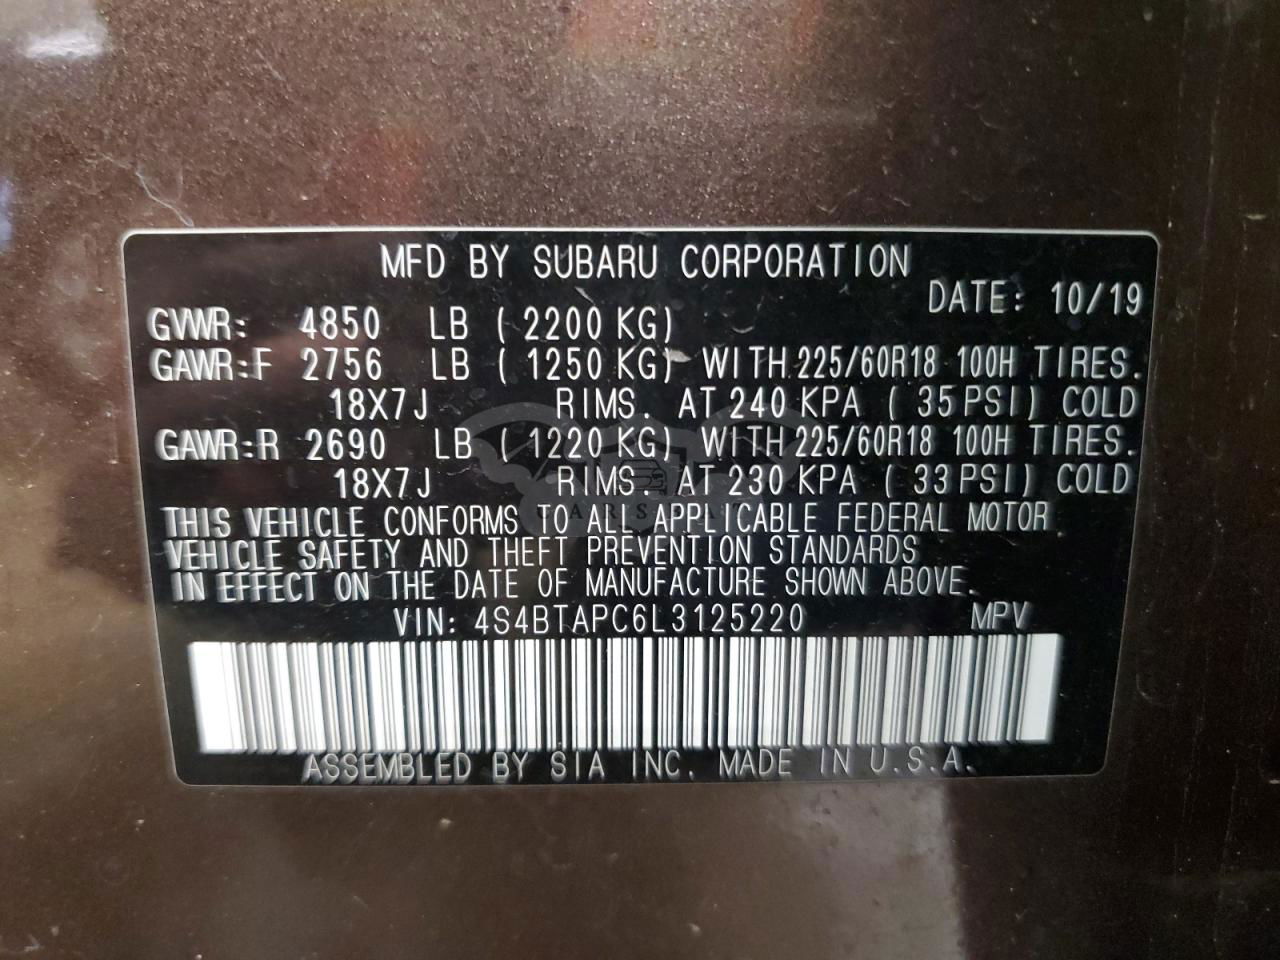 MFD BY SUBARU CORPORATION
DATE: 10/19
GVWR: 4850 LB (2200 KG)
GAWR:F 2756 LB (1250 KG) WITH 225/60R18 100H TIRES.
18X7J RIMS. AT 240 KPA (35 PSI) COLD
GAWR:R 2690 LB (1220 KG) WITH 225/60R18 100H TIRES.
18X7J RIMS. AT 230 KPA (33 PSI) COLD
THIS VEHICLE CONFORMS TO ALL APPLICABLE FEDERAL MOTOR
VEHICLE SAFETY AND THEFT PREVENTION STANDARDS
IN EFFECT ON THE DATE OF MANUFACTURE SHOWN ABOVE.
VIN: 4S4BTAPC6L3125220 MPV
ASSEMBLED BY SIA INC. MADE IN U.S.A.